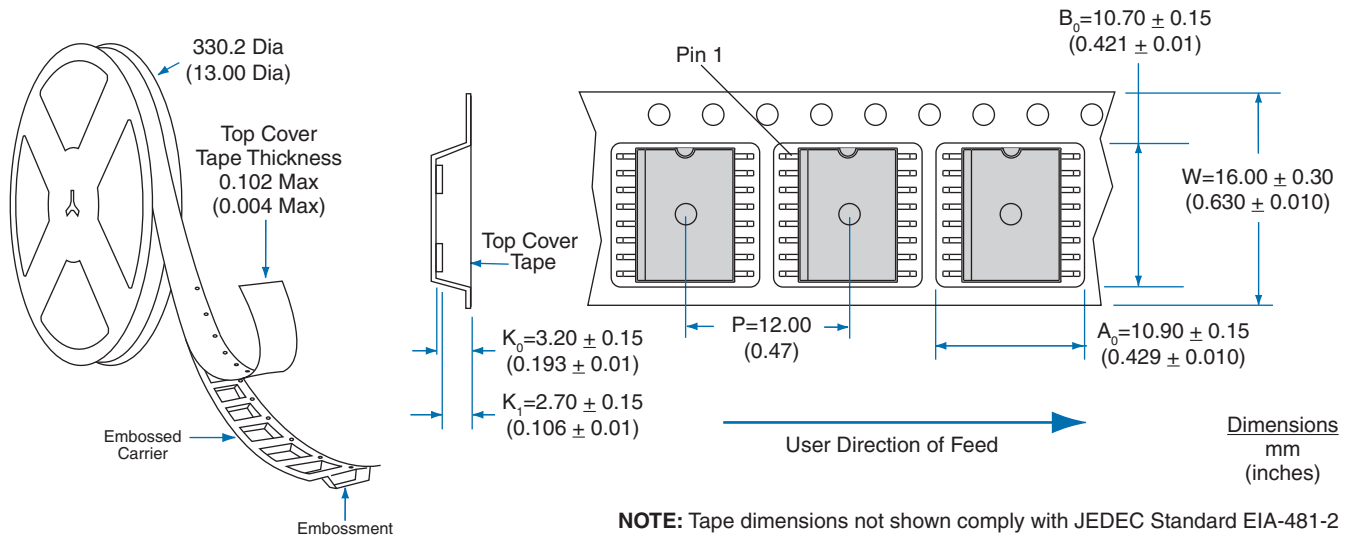 330.2 Dia
(13.00 Dia)
Top Cover
Tape Thickness
0.102 Max
(0.004 Max)
Embossed
Carrier
Embossment
Top Cover
Tape
K₀=3.20 ± 0.15
(0.193 ± 0.01)
K₁=2.70 ± 0.15
(0.106 ± 0.01)
Pin 1
P=12.00
(0.47)
User Direction of Feed
B₀=10.70 ± 0.15
(0.421 ± 0.01)
W=16.00 ± 0.30
(0.630 ± 0.010)
A₀=10.90 ± 0.15
(0.429 ± 0.010)
Dimensions
mm
(inches)
NOTE: Tape dimensions not shown comply with JEDEC Standard EIA-481-2